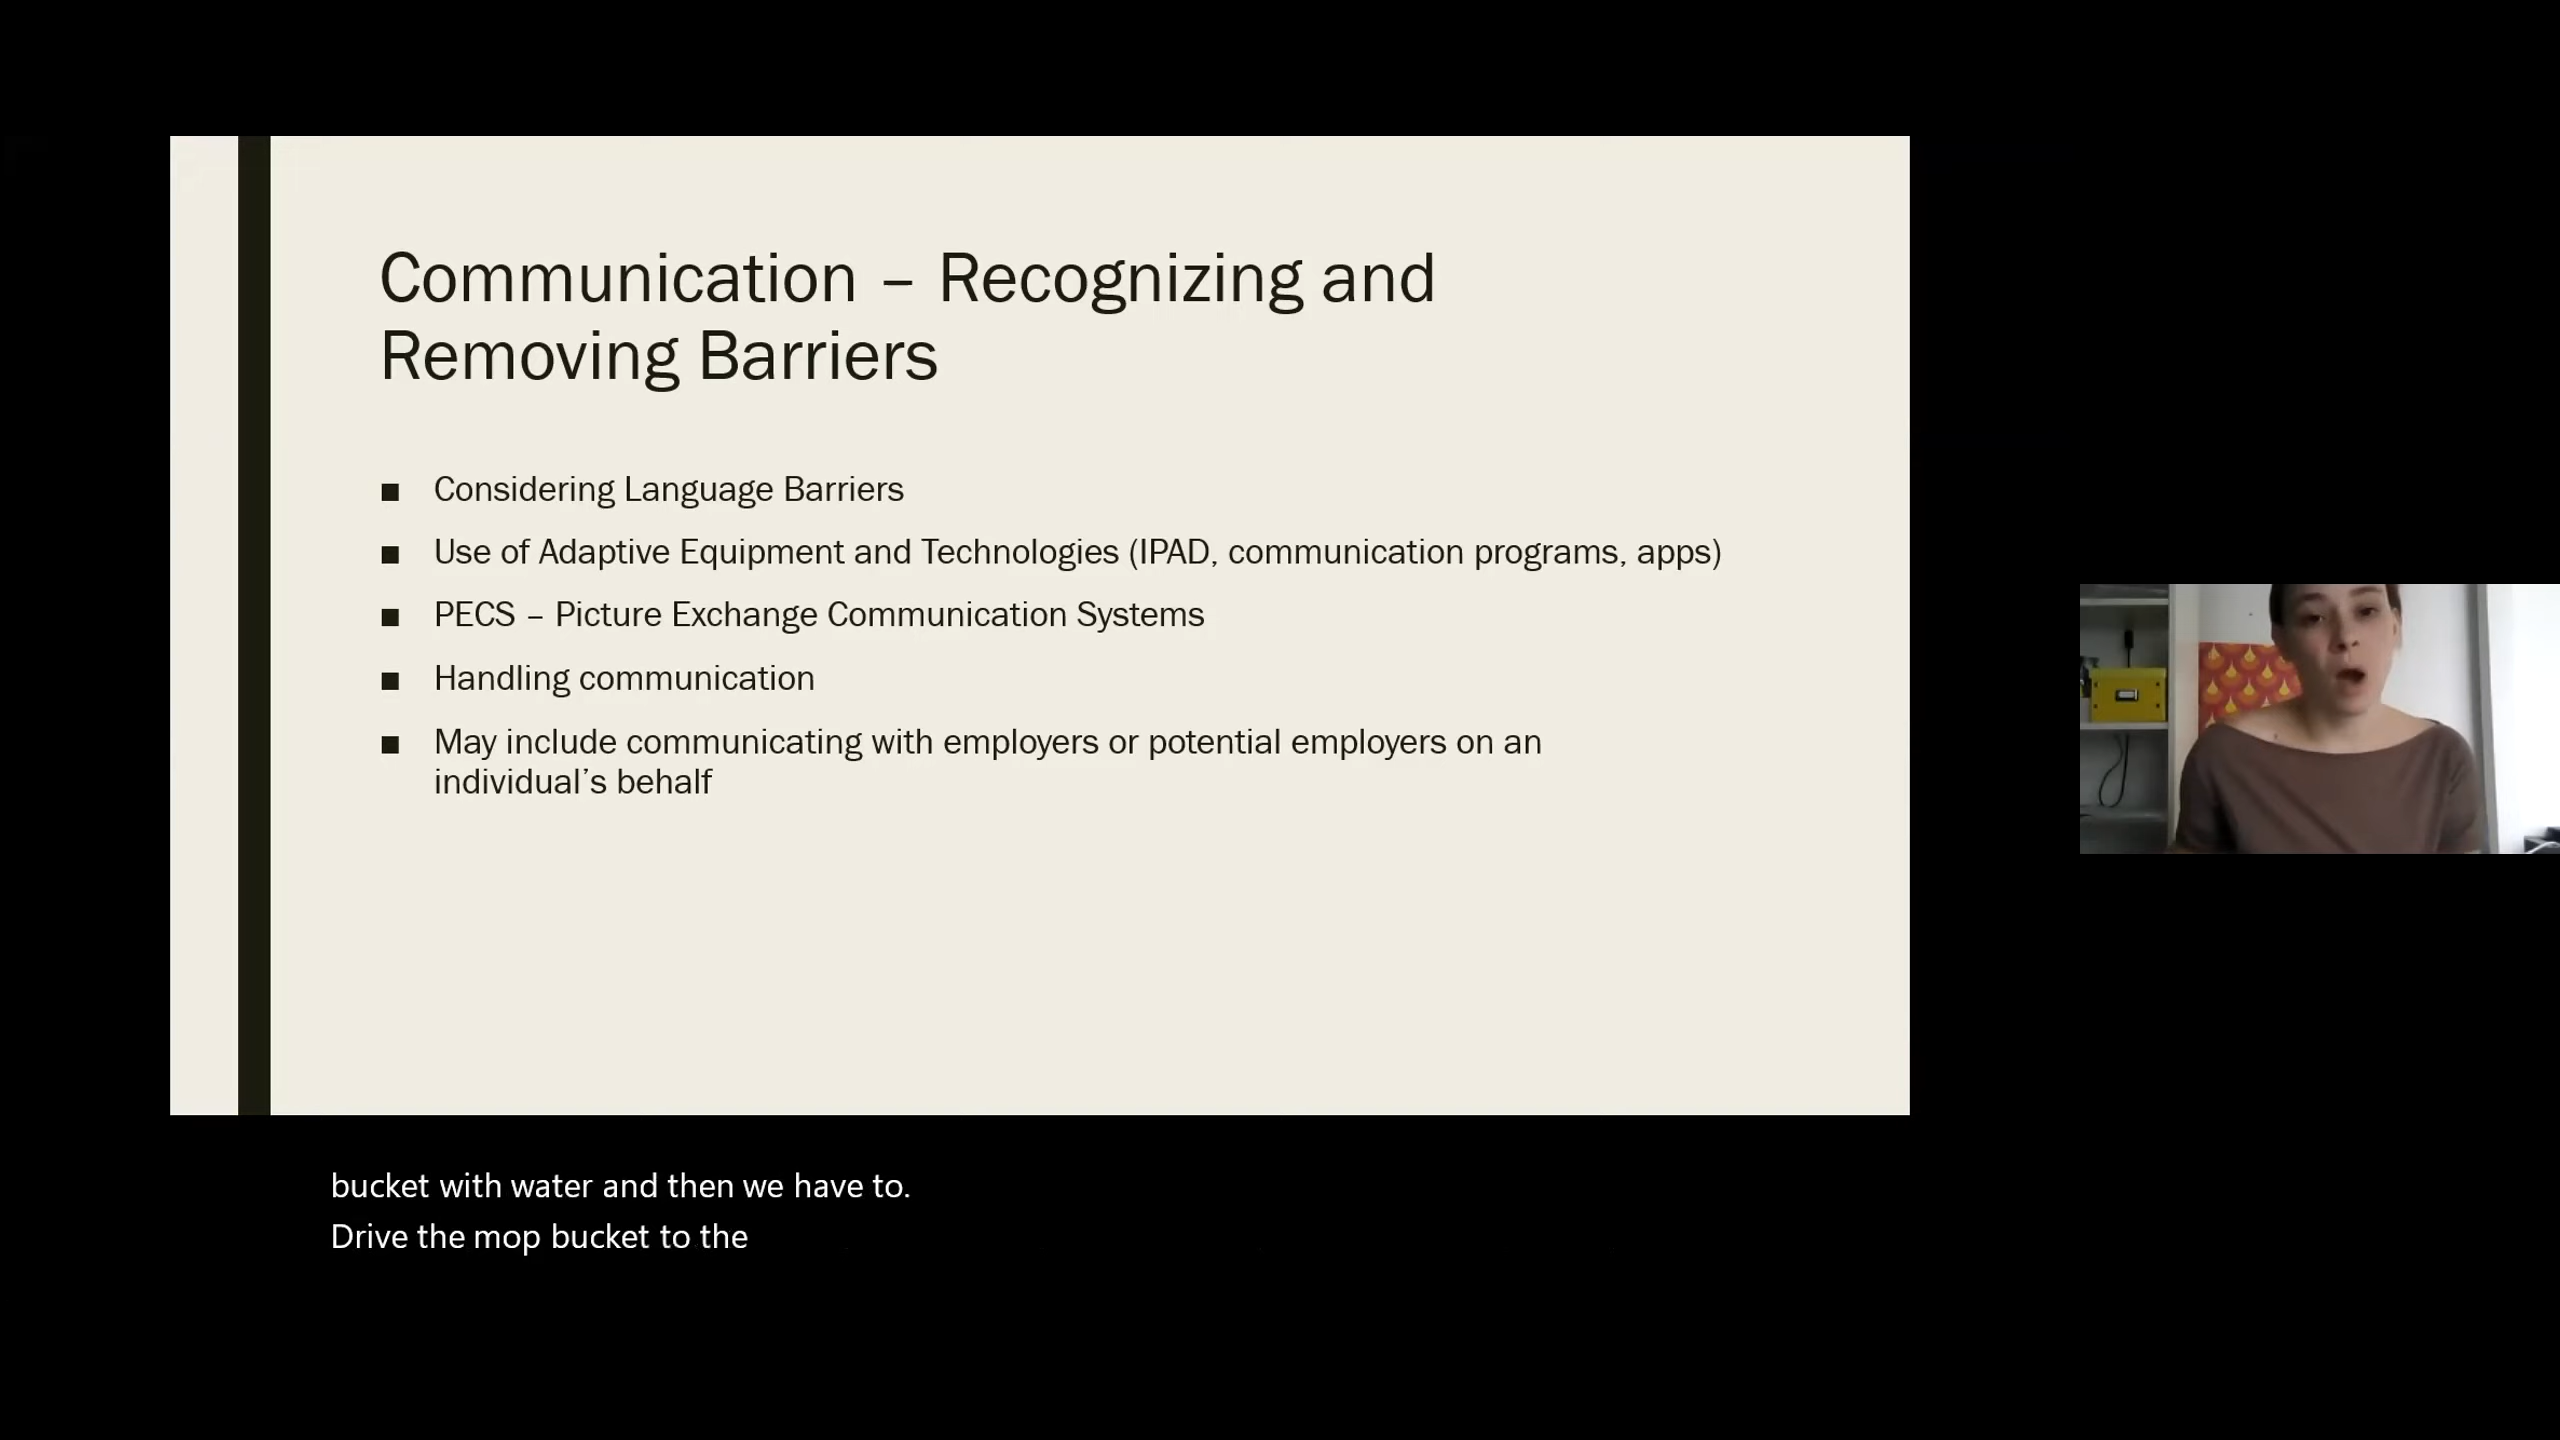 Communication – Recognizing and
Removing Barriers
■ Considering Language Barriers
■ Use of Adaptive Equipment and Technologies (IPAD, communication programs, apps)
■ PECS – Picture Exchange Communication Systems
■ Handling communication
■ May include communicating with employers or potential employers on an
individual’s behalf
bucket with water and then we have to.
Drive the mop bucket to the